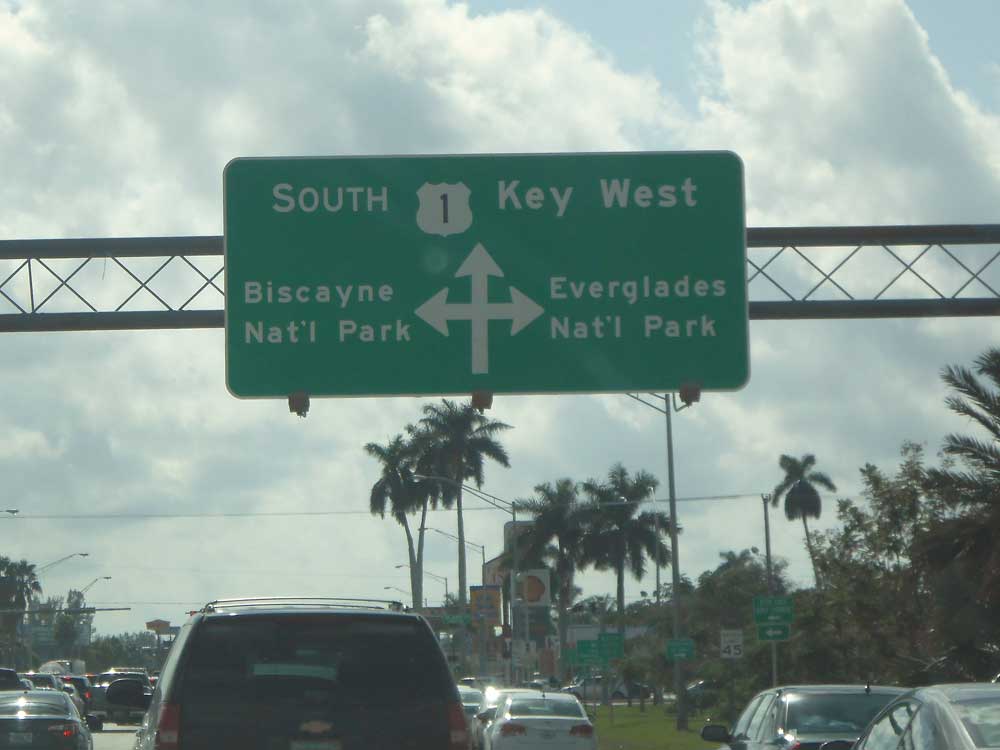 SOUTH 1 Key West
Biscayne
Nat'l Park
Everglades
Nat'l Park
45